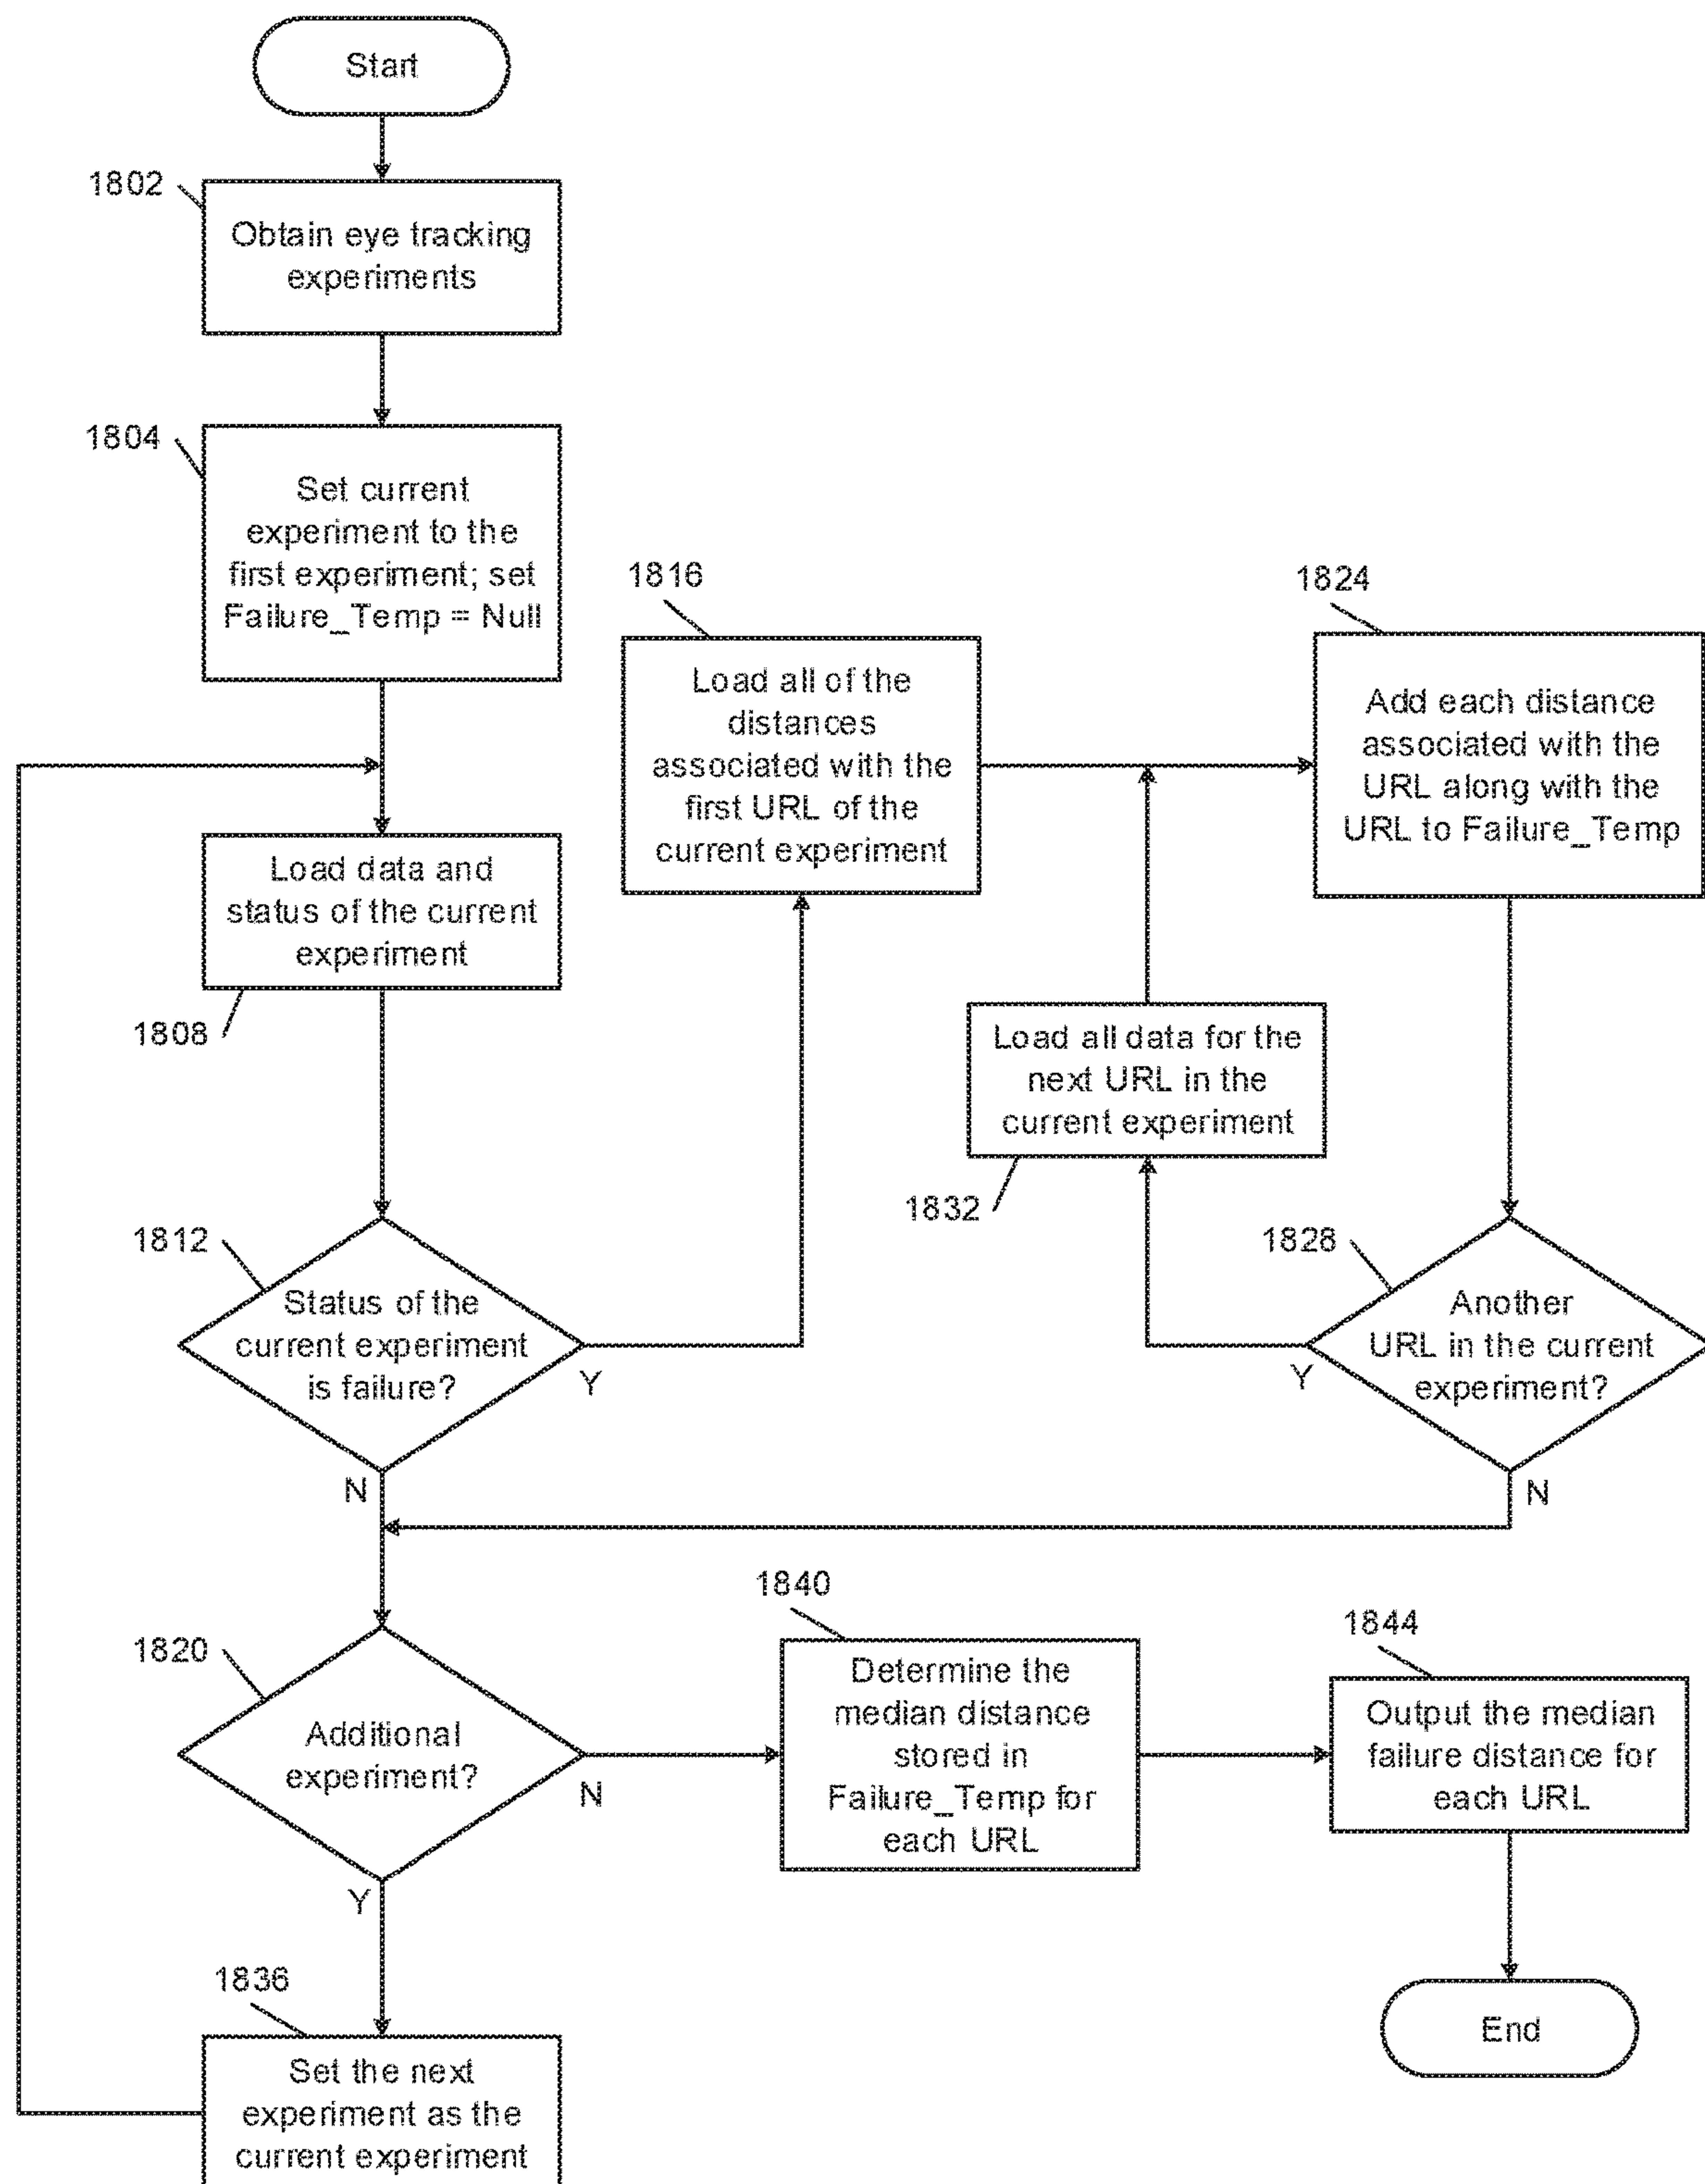 Start
1802
Obtain eye tracking
experiments
1804
Set current
experiment to the
first experiment; set
Failure_Temp = Null
1816
Load all of the
distances
associated with the
first URL of the
current experiment
1824
Add each distance
associated with the
URL along with the
URL to Failure_Temp
Load data and
status of the current
experiment
1808
Load all data for the
next URL in the
current experiment
1832
1812
Status of the
current experiment
is failure?
Y
N
1828
Another
URL in the current
experiment?
Y
N
1820
Additional
experiment?
N
Y
1840
Determine the
median distance
stored in
Failure_Temp for
each URL
1844
Output the median
failure distance for
each URL
1836
Set the next
experiment as the
current experiment
End